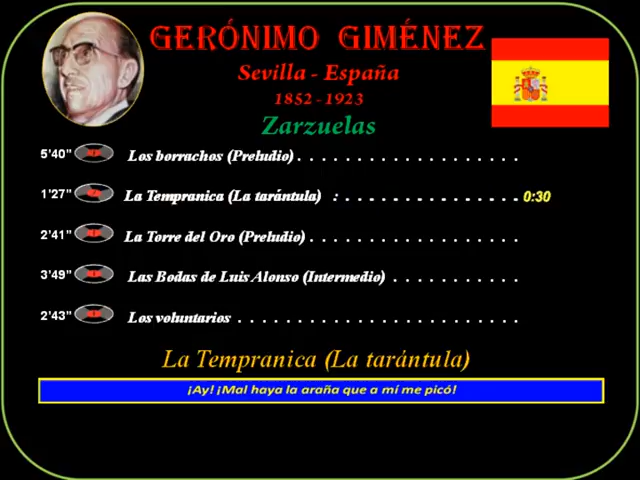 GERÓNIMO GIMÉNEZ
Sevilla - España
1852 - 1923
Zarzuelas
5'40" Los borrachos (Preludio) . . . . . . . . . . . . . . . . . . .
1'27" La Tempranica (La tarántula) : . . . . . . . . . . . . . . . 0:30
2'41" La Torre del Oro (Preludio) . . . . . . . . . . . . . . . . . .
3'49" Las Bodas de Luis Alonso (Intermedio) . . . . . . . . . . .
2'43" Los voluntarios . . . . . . . . . . . . . . . . . . . . . . . .
La Tempranica (La tarántula)
¡Ay! ¡Mal haya la araña que a mí me picó!